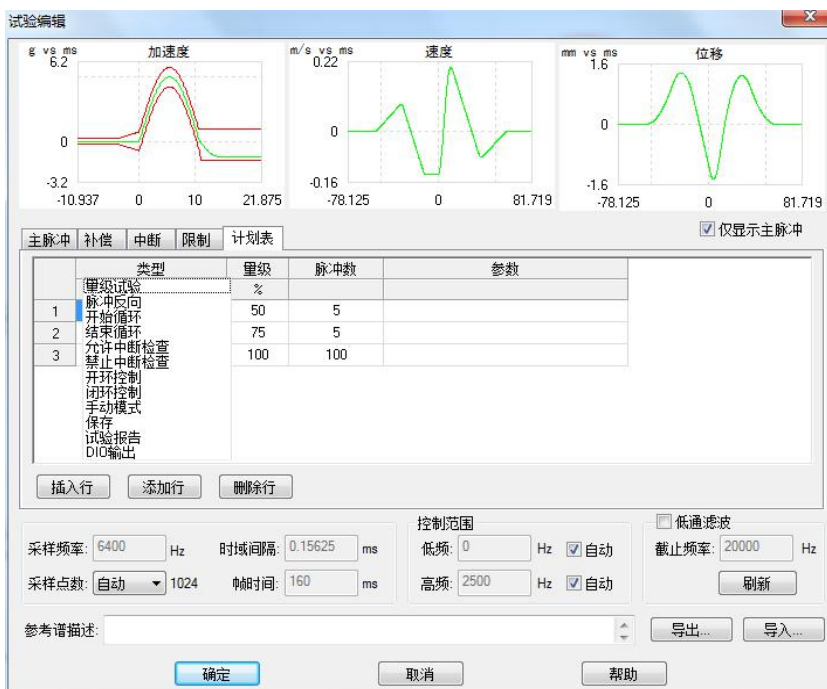 试验编辑
g vs ms 加速度
6.2
0
-3.2
-10.937 0 10 21.875
m/s vs ms 速度
0.22
0
-0.16
-78.125 0 81.719
mm vs ms 位移
1.6
0
-1.6
-78.125 0 81.719
仅显示主脉冲
主脉冲 补偿 中断 限制 计划表
类型 量级 脉冲数 参数
%
1 50 5
2 75 5
3 100 100
量级试验
脉冲反向
开始循环
结束循环
允许中断检查
禁止中断检查
开环控制
闭环控制
手动模式
保存
试验报告
DIO输出
插入行 添加行 删除行
采样频率: 6400 Hz 时域间隔: 0.15625 ms
采样点数: 自动 1024 帧时间: 160 ms
控制范围
低频: 0 Hz 自动
高频: 2500 Hz 自动
低通滤波
截止频率: 20000 Hz
刷新
参考谱描述: 导出... 导入...
确定 取消 帮助